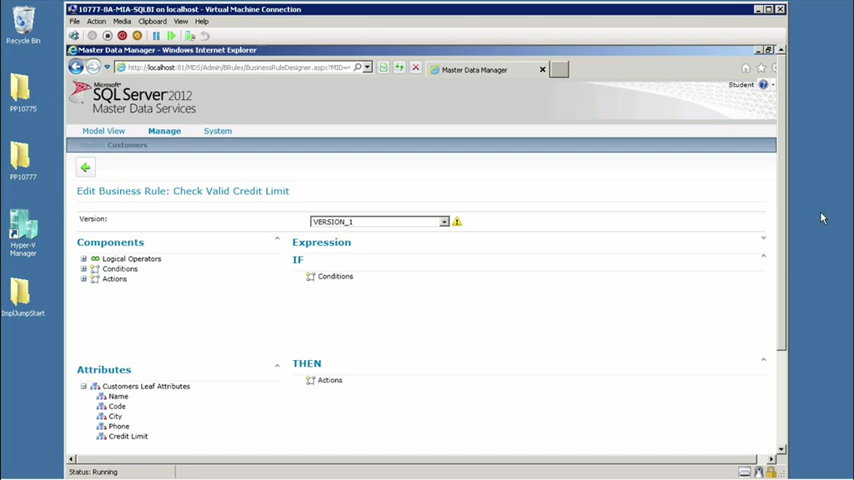 10777-8A-MIA-SQLBI on localhost - Virtual Machine Connection
File Action Media Clipboard View Help
Recycle Bin
Master Data Manager - Windows Internet Explorer
http://localhost:81/MDS/Admin/BRules/BusinessRuleDesigner.aspx?MID=
Master Data Manager
Microsoft
SQL Server 2012
Master Data Services
Student
PP10775
Model View Manage System
Model: Customers
PP10777
Edit Business Rule: Check Valid Credit Limit
Version: VERSION_1
Components
Expression
Logical Operators
IF
Hyper-V
Manager
Conditions
Actions
Conditions
ImplJumpStart
Attributes
THEN
Customers Leaf Attributes
Actions
Name
Code
City
Phone
Credit Limit
Status: Running